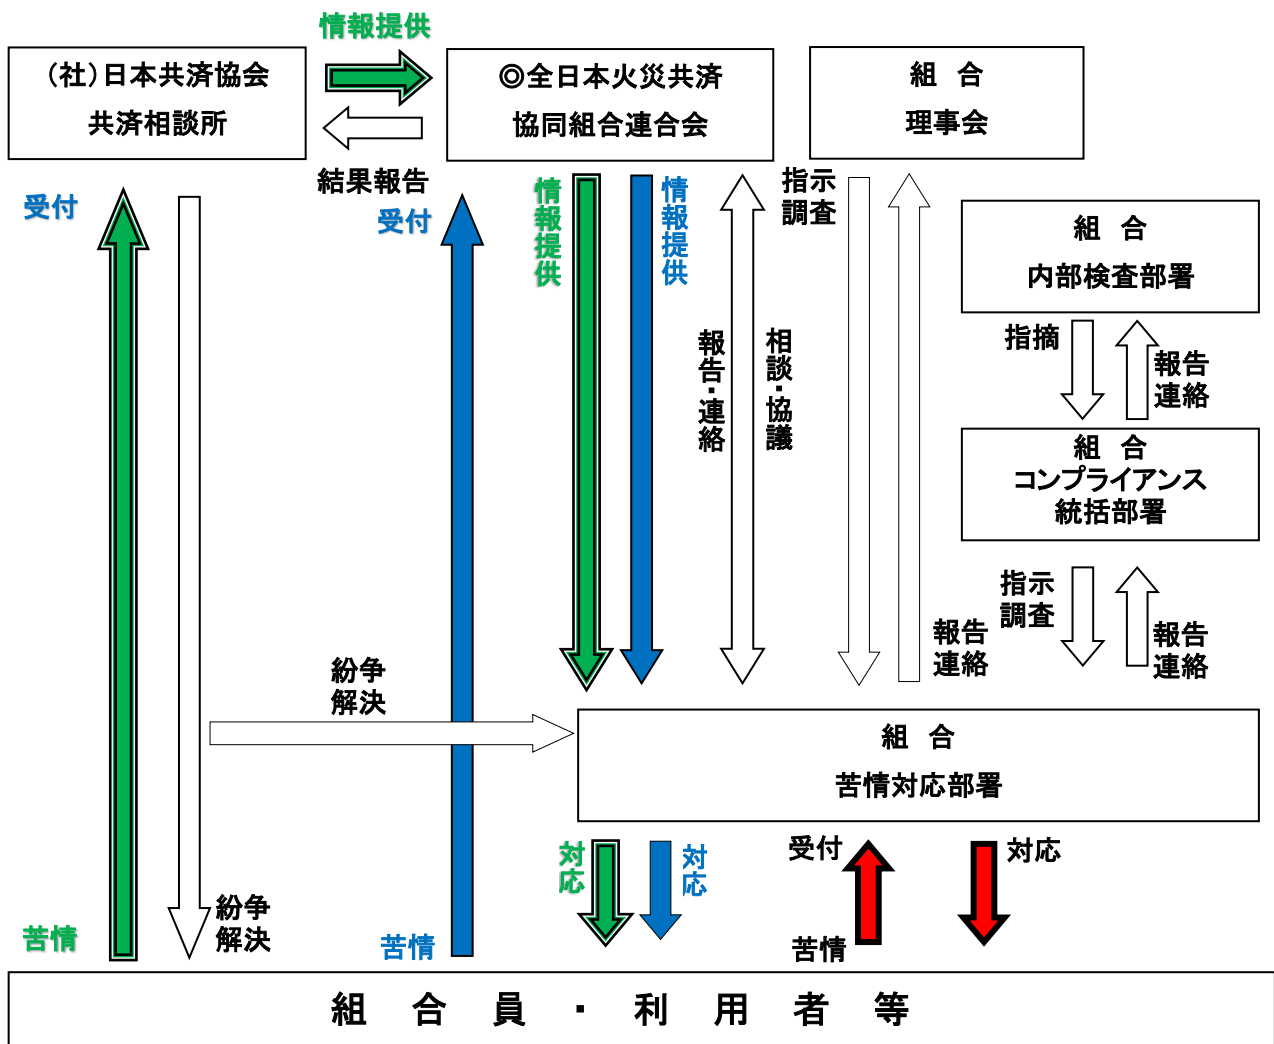 情報提供
（社）日本共済協会
共済相談所
◎全日本火災共済
協同組合連合会
組　合
理事会
結果報告
受付
受付
情報提供
情報提供
指示
調査
組　合
内部検査部署
指摘
報告
連絡
報告・連絡
相談・協議
組　合
コンプライアンス
統括部署
指示
調査
報告
連絡
報告
連絡
紛争
解決
組　合
苦情対応部署
対応
対応
受付
対応
苦情
紛争
解決
苦情
苦情
組　合　員　・　利　用　者　等